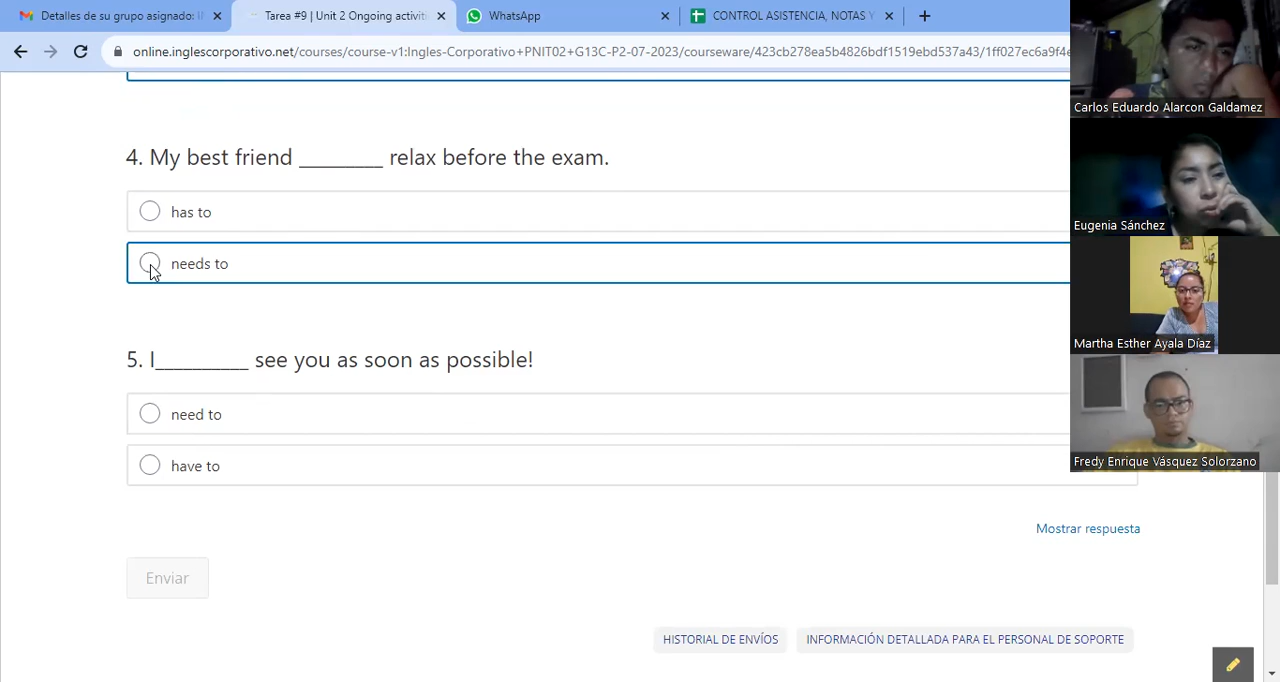 Detalles de su grupo asignado: I
Tarea #9 | Unit 2 Ongoing activiti
WhatsApp
CONTROL ASISTENCIA, NOTAS Y
online.inglescorporativo.net/courses/course-v1:Ingles-Corporativo+PNIT02+G13C-P2-07-2023/courseware/423cb278ea5b4826bdf1519ebd537a43/1ff027ec6a9f4e
Carlos Eduardo Alarcon Galdamez
4. My best friend _________ relax before the exam.
has to
Eugenia Sánchez
needs to
Martha Esther Ayala Díaz
5. I__________ see you as soon as possible!
need to
have to
Fredy Enrique Vásquez Solorzano
Mostrar respuesta
Enviar
HISTORIAL DE ENVÍOS
INFORMACIÓN DETALLADA PARA EL PERSONAL DE SOPORTE